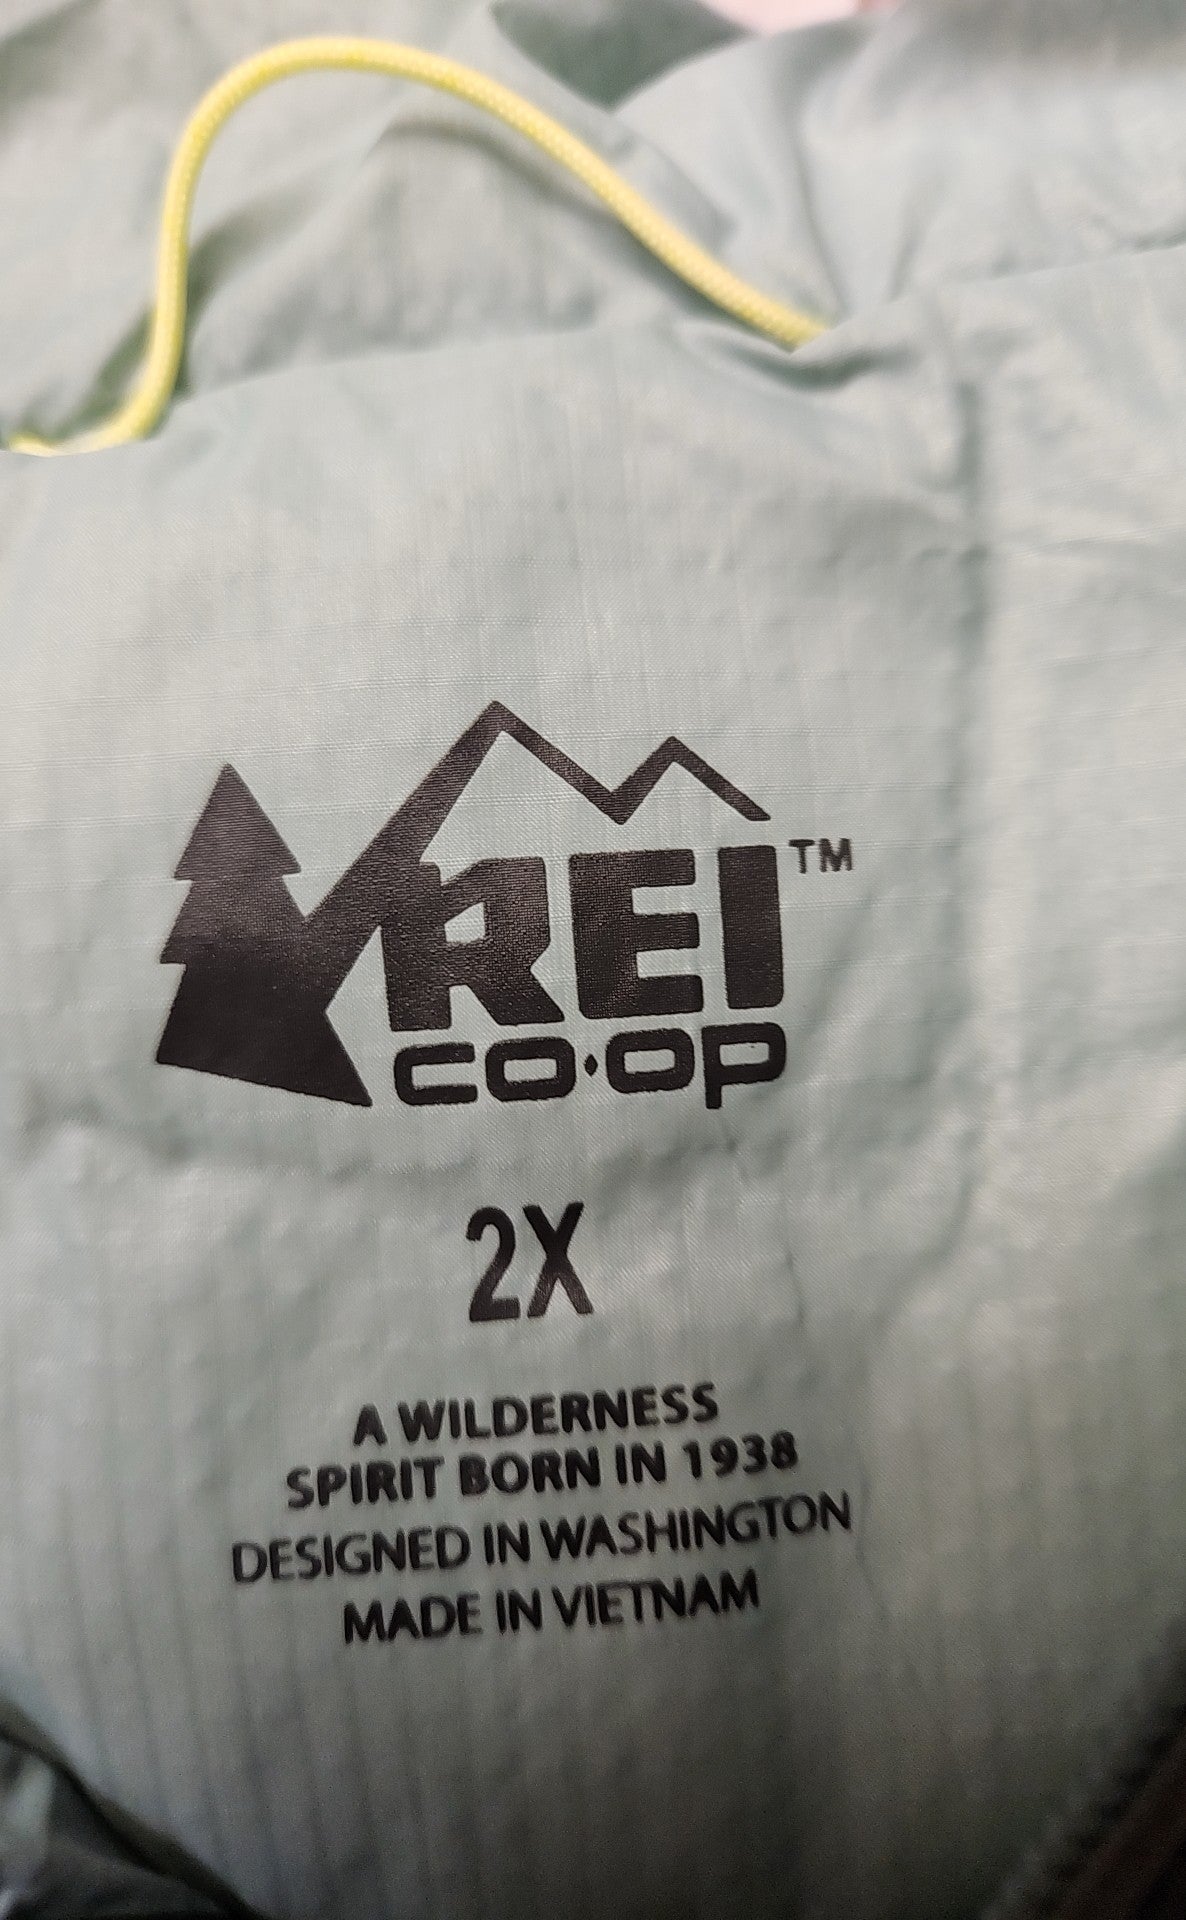 REI™
CO·OP
2X
A WILDERNESS
SPIRIT BORN IN 1938
DESIGNED IN WASHINGTON
MADE IN VIETNAM